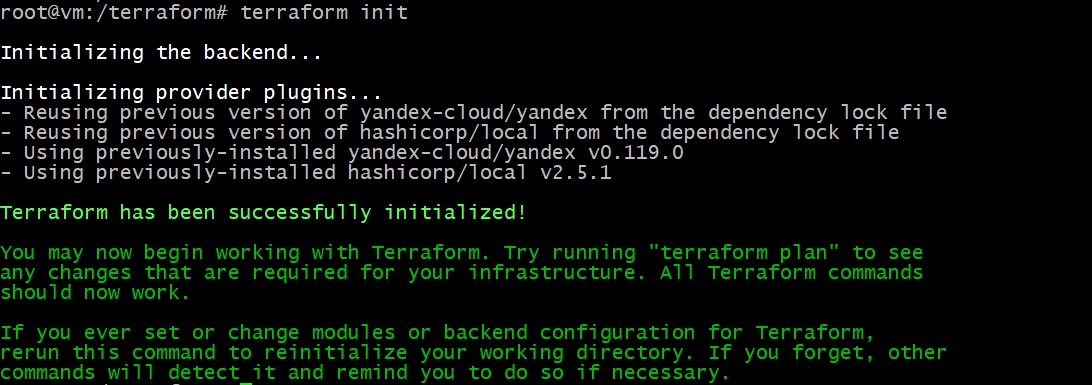 root@vm:/terraform# terraform init
Initializing the backend...
Initializing provider plugins...
- Reusing previous version of yandex-cloud/yandex from the dependency lock file
- Reusing previous version of hashicorp/local from the dependency lock file
- Using previously-installed yandex-cloud/yandex v0.119.0
- Using previously-installed hashicorp/local v2.5.1
Terraform has been successfully initialized!
You may now begin working with Terraform. Try running "terraform plan" to see
any changes that are required for your infrastructure. All Terraform commands
should now work.
If you ever set or change modules or backend configuration for Terraform,
rerun this command to reinitialize your working directory. If you forget, other
commands will detect it and remind you to do so if necessary.